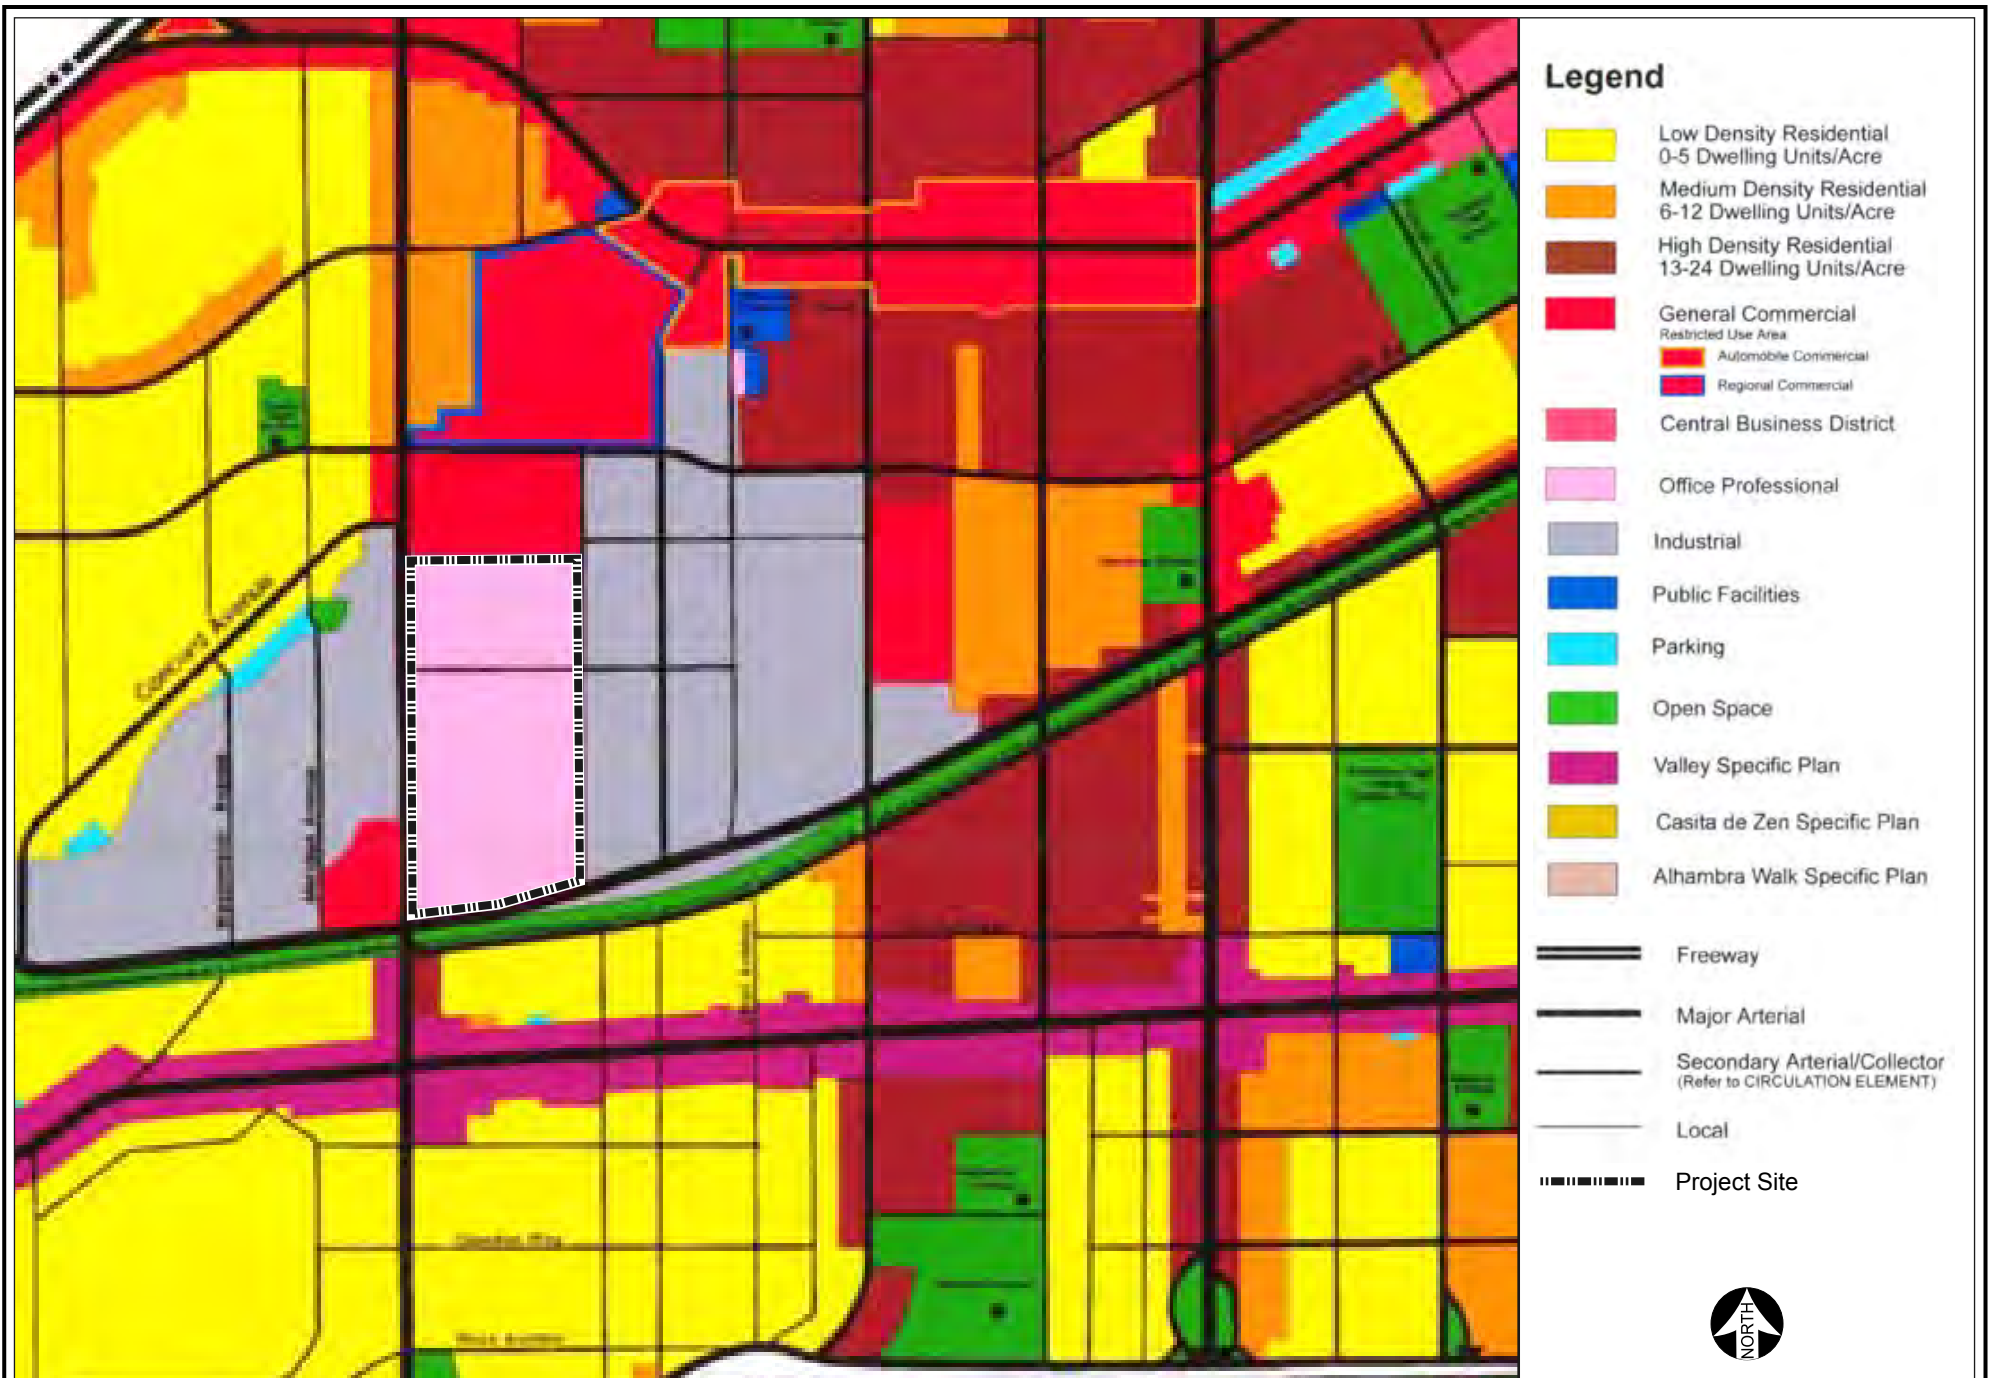 Legend
Low Density Residential
0-5 Dwelling Units/Acre
Medium Density Residential
6-12 Dwelling Units/Acre
High Density Residential
13-24 Dwelling Units/Acre
General Commercial
Restricted Use Area
Automobile Commercial
Regional Commercial
Central Business District
Office Professional
Industrial
Public Facilities
Parking
Open Space
Valley Specific Plan
Casita de Zen Specific Plan
Alhambra Walk Specific Plan
Freeway
Major Arterial
Secondary Arterial/Collector
(Refer to CIRCULATION ELEMENT)
Local
Project Site
NORTH
Avenue